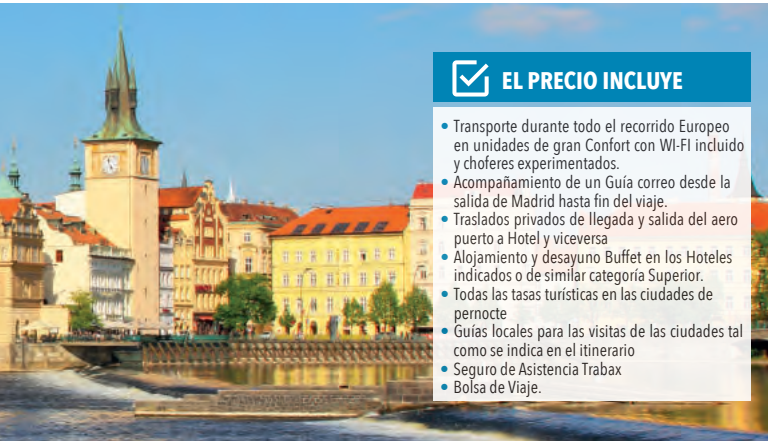 EL PRECIO INCLUYE
• Transporte durante todo el recorrido Europeo
en unidades de gran Confort con WI-FI incluido
y choferes experimentados.
• Acompañamiento de un Guía correo desde la
salida de Madrid hasta fin del viaje.
• Traslados privados de llegada y salida del aero
puerto a Hotel y viceversa
• Alojamiento y desayuno Buffet en los Hoteles
indicados o de similar categoría Superior.
• Todas las tasas turísticas en las ciudades de
pernocte
• Guías locales para las visitas de las ciudades tal
como se indica en el itinerario
• Seguro de Asistencia Trabax
• Bolsa de Viaje.